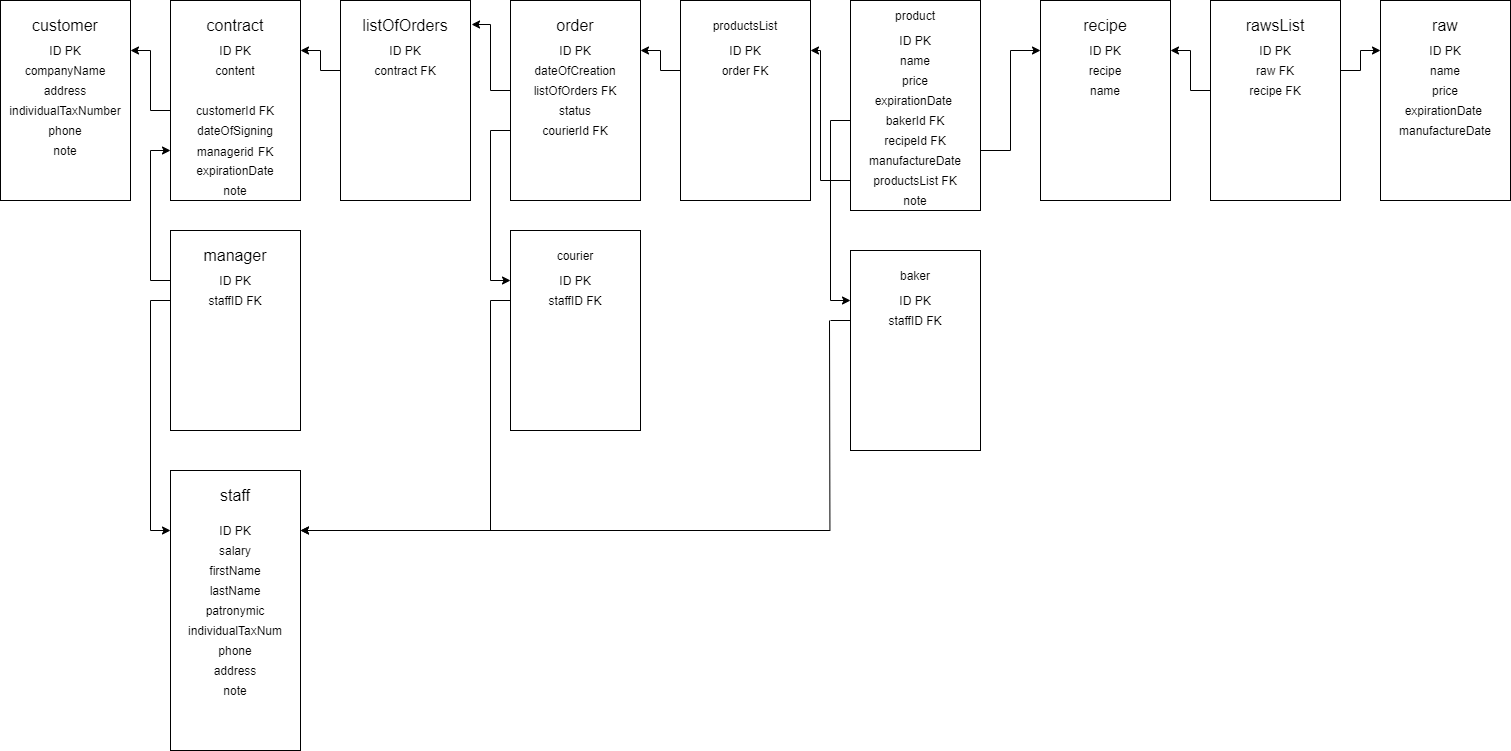 customer
ID PK
companyName
address
individualTaxNumber
phone
note
contract
ID PK
content
customerId FK
dateOfSigning
managerid FK
expirationDate
note
listOfOrders
ID PK
contract FK
order
ID PK
dateOfCreation
listOfOrders FK
status
courierId FK
productsList
ID PK
order FK
product
ID PK
name
price
expirationDate
bakerId FK
recipeId FK
manufactureDate
productsList FK
note
recipe
ID PK
recipe
name
rawsList
ID PK
raw FK
recipe FK
raw
ID PK
name
price
expirationDate
manufactureDate
manager
ID PK
staffID FK
courier
ID PK
staffID FK
baker
ID PK
staffID FK
staff
ID PK
salary
firstName
lastName
patronymic
individualTaxNum
phone
address
note